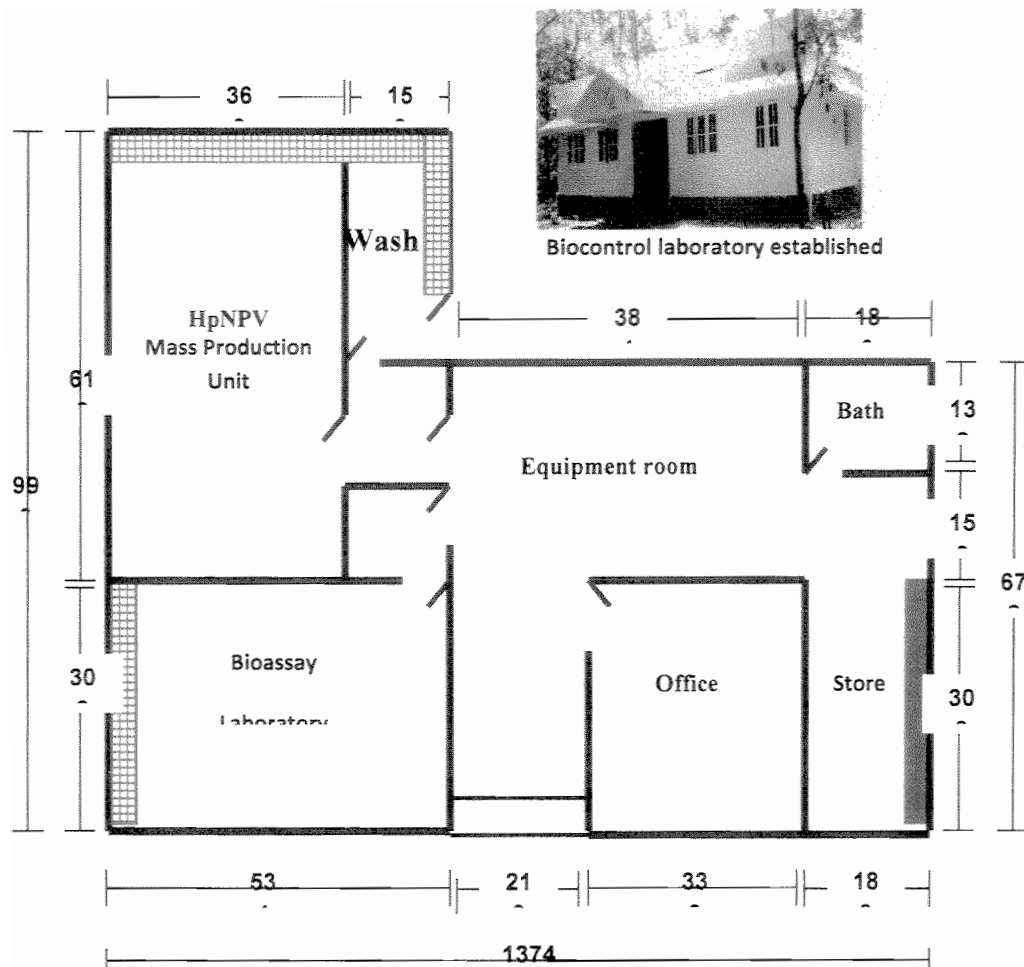 36
15
Wash
Biocontrol laboratory established
HpNPV
Mass Production
Unit
38
18
61
Bath
13
Equipment room
99
15
67
Bioassay
Laboratory
30
Office
Store
30
53
21
33
18
1374